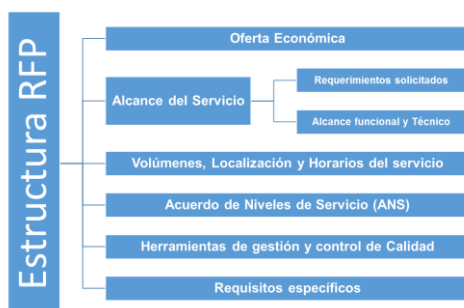 Estructura RFP
Oferta Económica
Alcance del Servicio
Requerimientos solicitados
Alcance funcional y Técnico
Volúmenes, Localización y Horarios del servicio
Acuerdo de Niveles de Servicio (ANS)
Herramientas de gestión y control de Calidad
Requisitos específicos